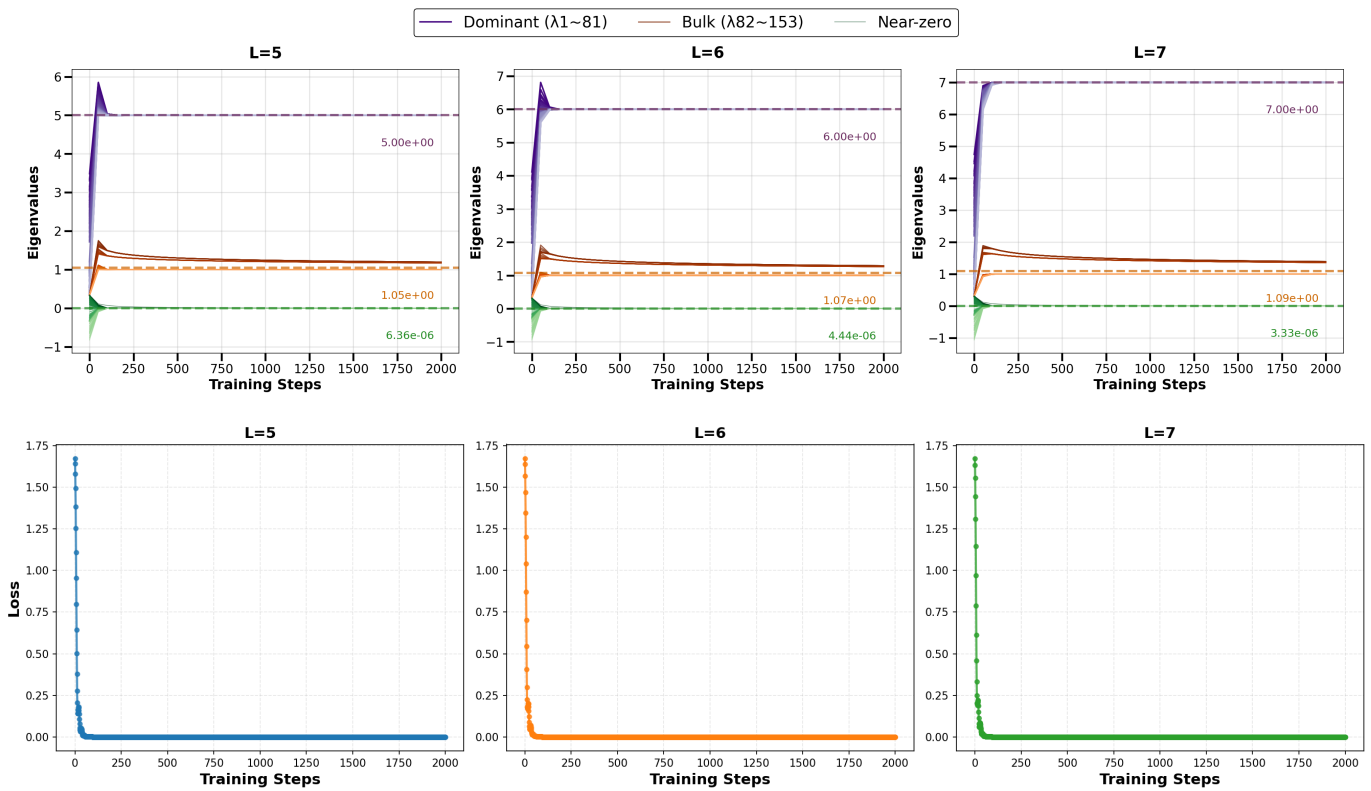 Dominant (λ1~81) Bulk (λ82~153) Near-zero
L=5
Eigenvalues
6
5
4
3
2
1
0
−1
5.00e+00
1.05e+00
6.36e-06
0 250 500 750 1000 1250 1500 1750 2000
Training Steps
L=6
Eigenvalues
7
6
5
4
3
2
1
0
−1
6.00e+00
1.07e+00
4.44e-06
0 250 500 750 1000 1250 1500 1750 2000
Training Steps
L=7
Eigenvalues
7
6
5
4
3
2
1
0
−1
7.00e+00
1.09e+00
3.33e-06
0 250 500 750 1000 1250 1500 1750 2000
Training Steps
L=5
Loss
1.75
1.50
1.25
1.00
0.75
0.50
0.25
0.00
0 250 500 750 1000 1250 1500 1750 2000
Training Steps
L=6
1.75
1.50
1.25
1.00
0.75
0.50
0.25
0.00
0 250 500 750 1000 1250 1500 1750 2000
Training Steps
L=7
1.75
1.50
1.25
1.00
0.75
0.50
0.25
0.00
0 250 500 750 1000 1250 1500 1750 2000
Training Steps